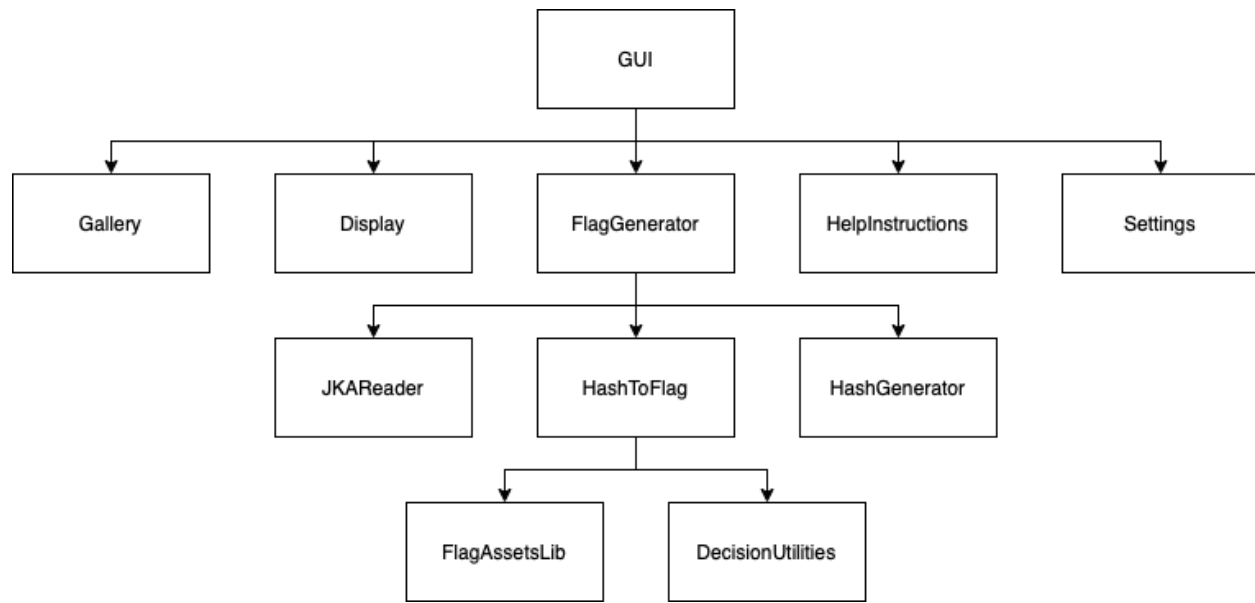 GUI
Gallery
Display
FlagGenerator
HelpInstructions
Settings
JKAReader
HashToFlag
HashGenerator
FlagAssetsLib
DecisionUtilities